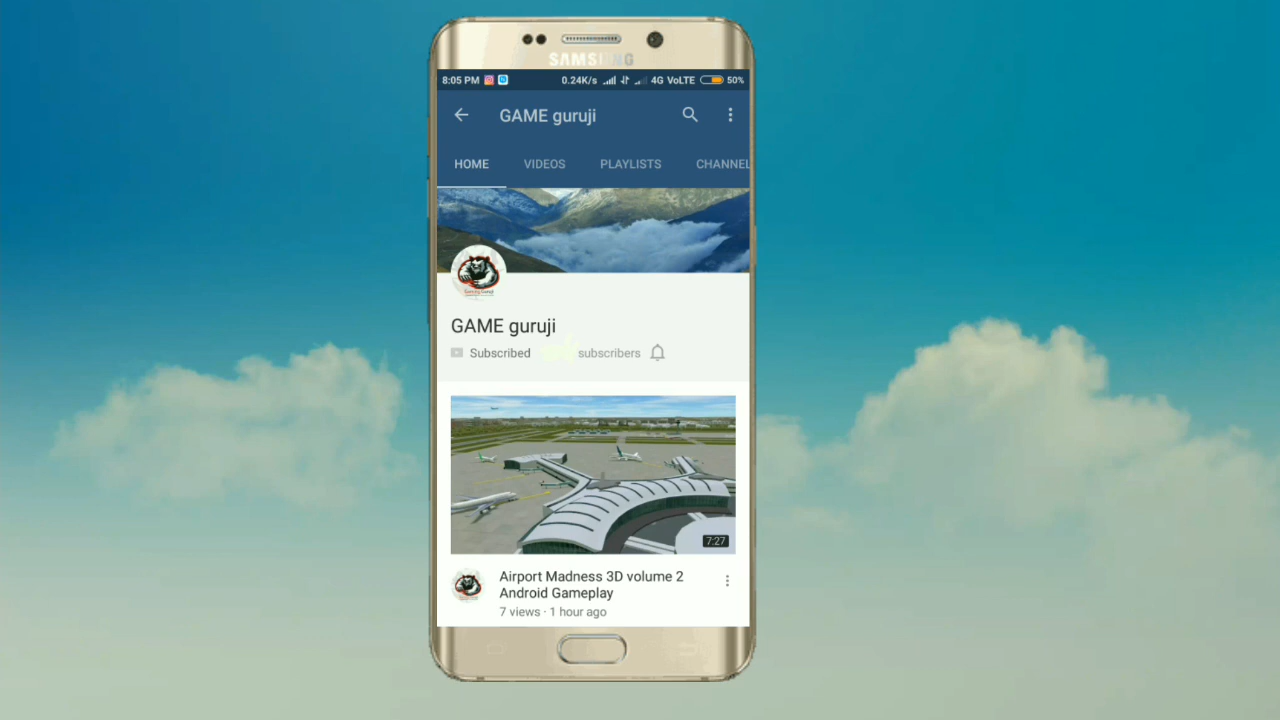 SAMSUNG
8:05 PM 0.24K/s 4G VoLTE 50%
GAME guruji
HOME VIDEOS PLAYLISTS CHANNEL
GAME guruji
Subscribed subscribers
7:27
Airport Madness 3D volume 2
Android Gameplay
7 views · 1 hour ago